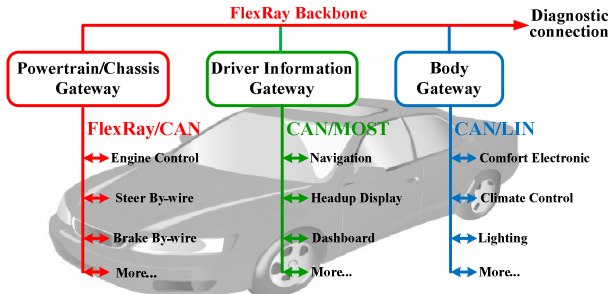 FlexRay Backbone
Diagnostic
connection
Powertrain/Chassis
Gateway
Driver Information
Gateway
Body
Gateway
FlexRay/CAN
CAN/MOST
CAN/LIN
Engine Control
Navigation
Comfort Electronic
Steer By-wire
Headup Display
Climate Control
Brake By-wire
Dashboard
Lighting
More...
More...
More...